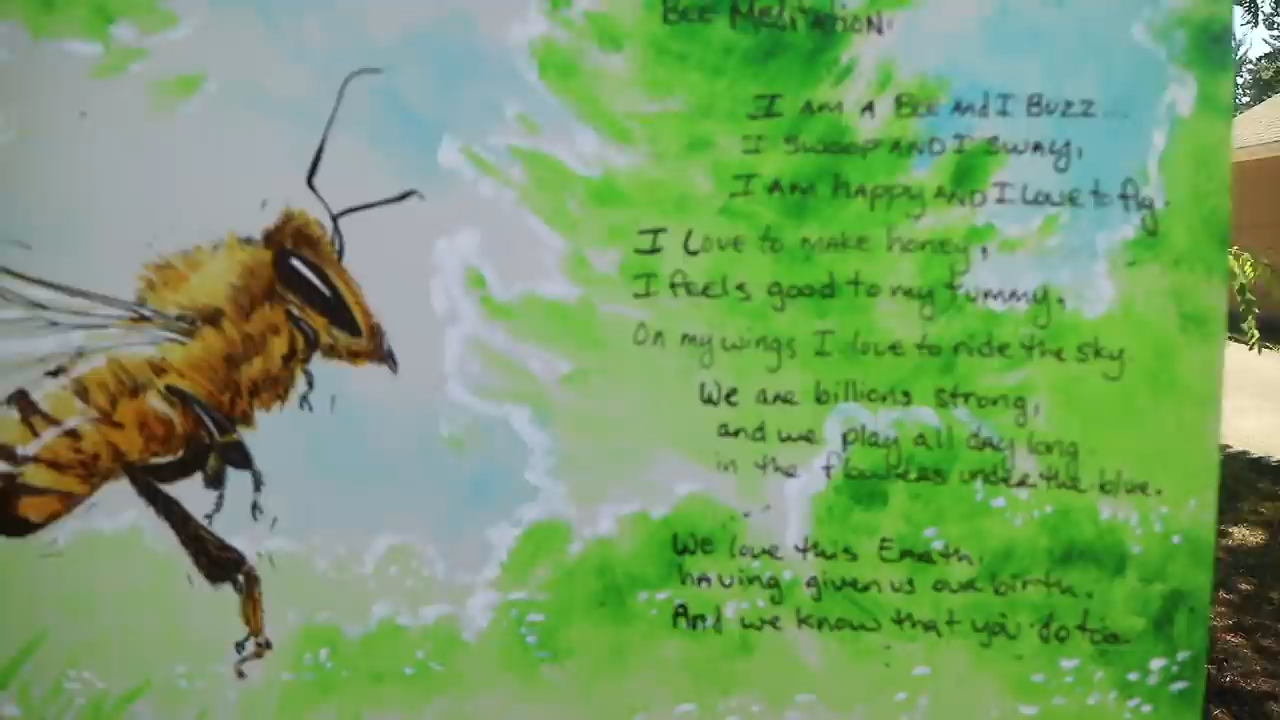 Bee Meditation.
I AM A Bee And I Buzz...
I Swoop AND I SWAY,
I AM hAppy AND I Love to fly.
I Love to MAKE honey,
I feels good to my tummy,
On my wings I love to ride the sky.
We are billions strong,
and we play all day long
in the flowers under the blue.
We love this Earth,
hAving given us our birth.
And we know that you do too...